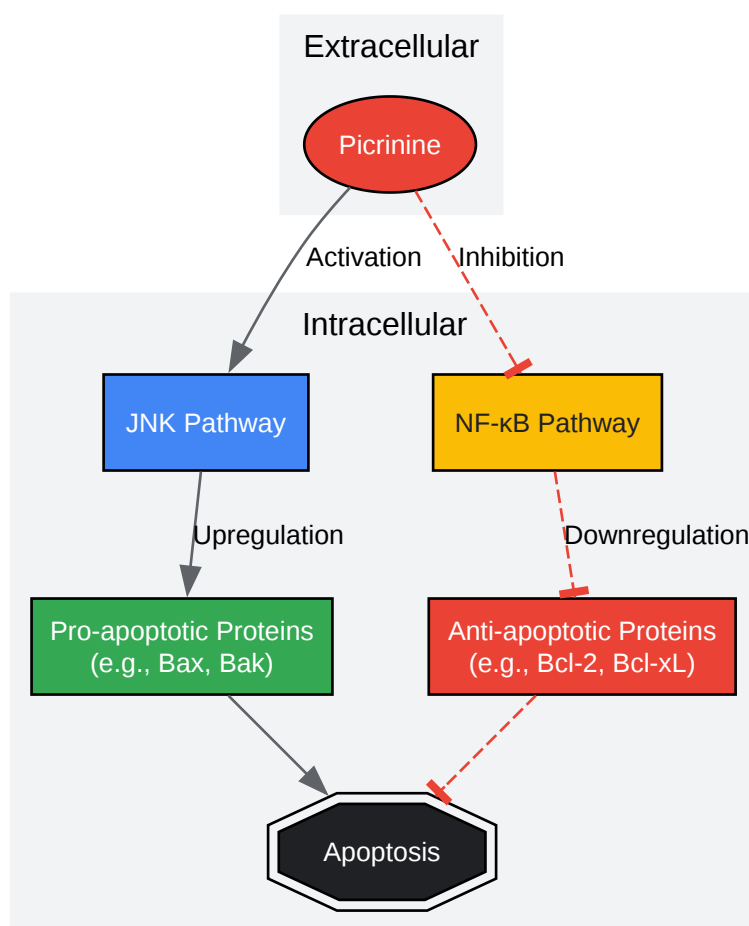 Extracellular
Picrinine
Activation
Inhibition
Intracellular
JNK Pathway
NF-κB Pathway
Upregulation
Downregulation
Pro-apoptotic Proteins
(e.g., Bax, Bak)
Anti-apoptotic Proteins
(e.g., Bcl-2, Bcl-xL)
Apoptosis